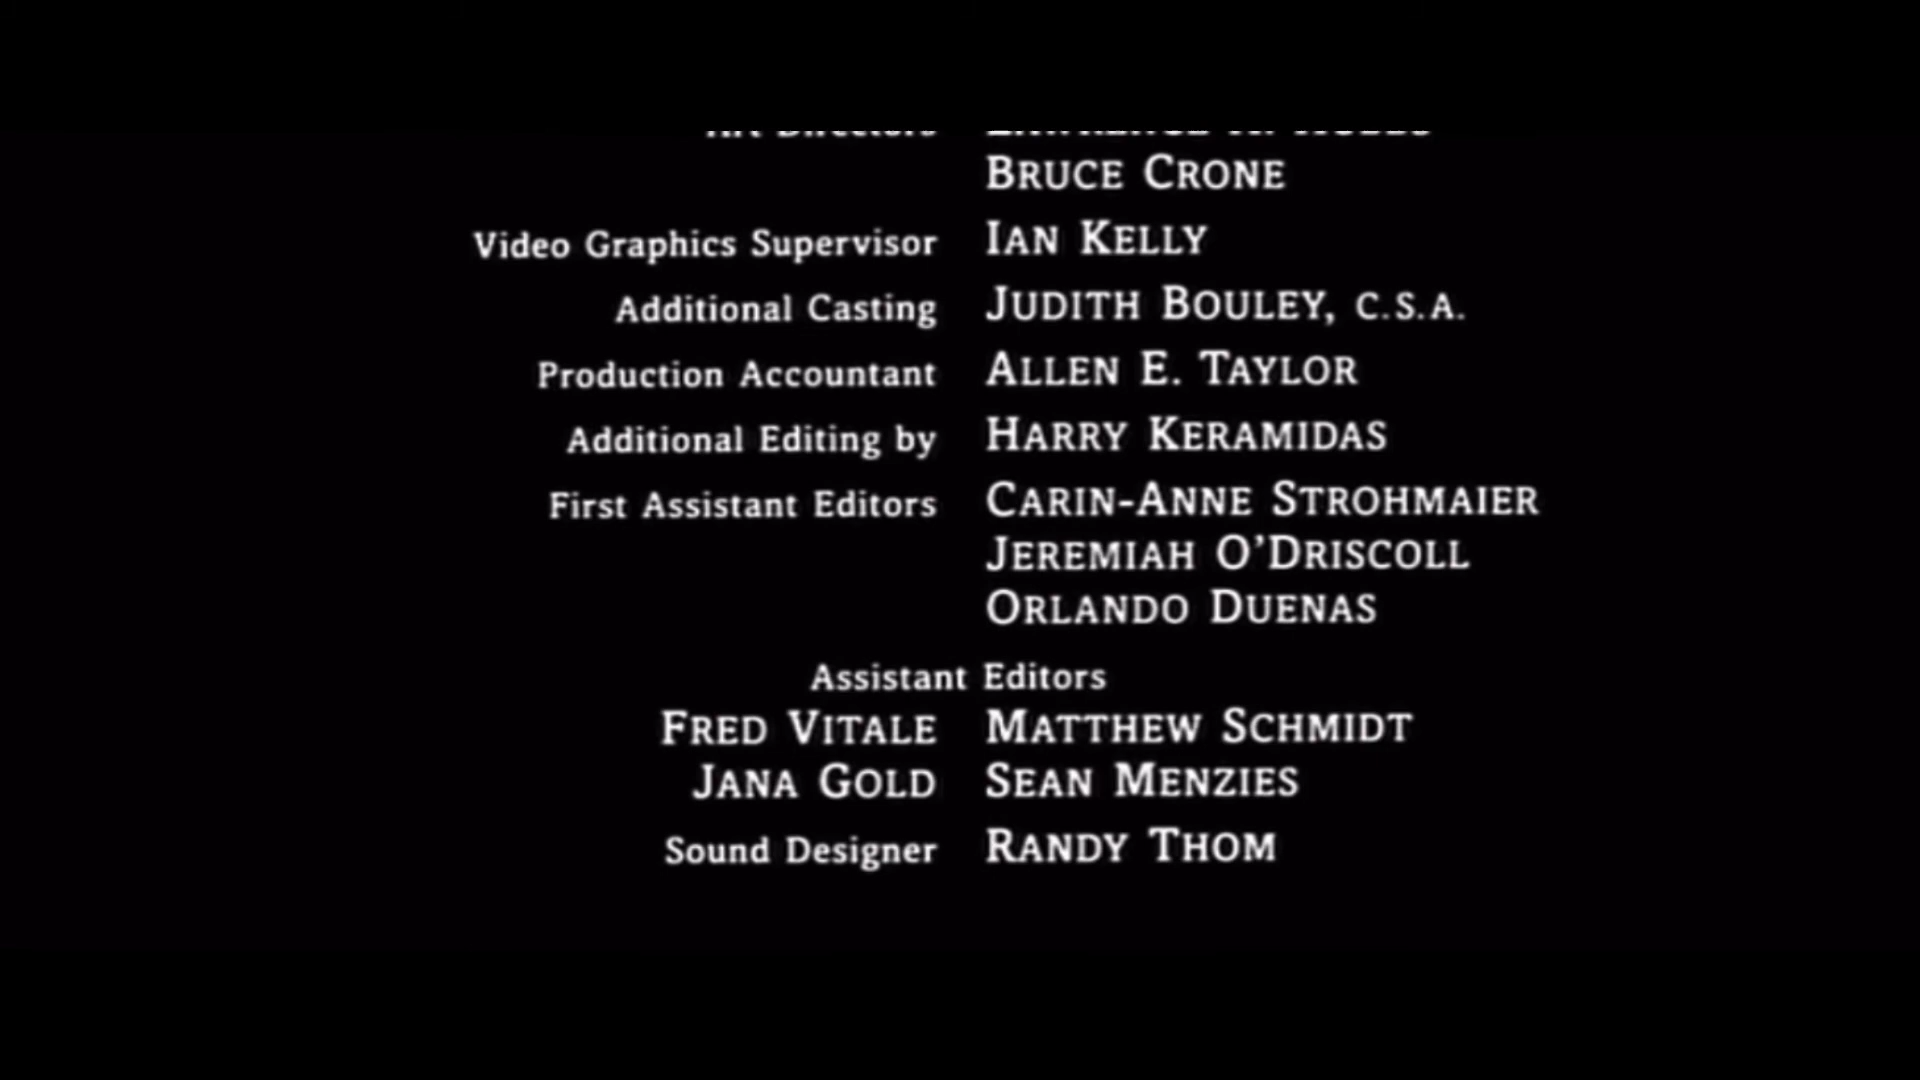 Bruce Crone
Video Graphics Supervisor Ian Kelly
Additional Casting Judith Bouley, C.S.A.
Production Accountant Allen E. Taylor
Additional Editing by Harry Keramidas
First Assistant Editors Carin-Anne Strohmaier
Jeremiah O'Driscoll
Orlando Duenas
Assistant Editors
Fred Vitale Matthew Schmidt
Jana Gold Sean Menzies
Sound Designer Randy Thom